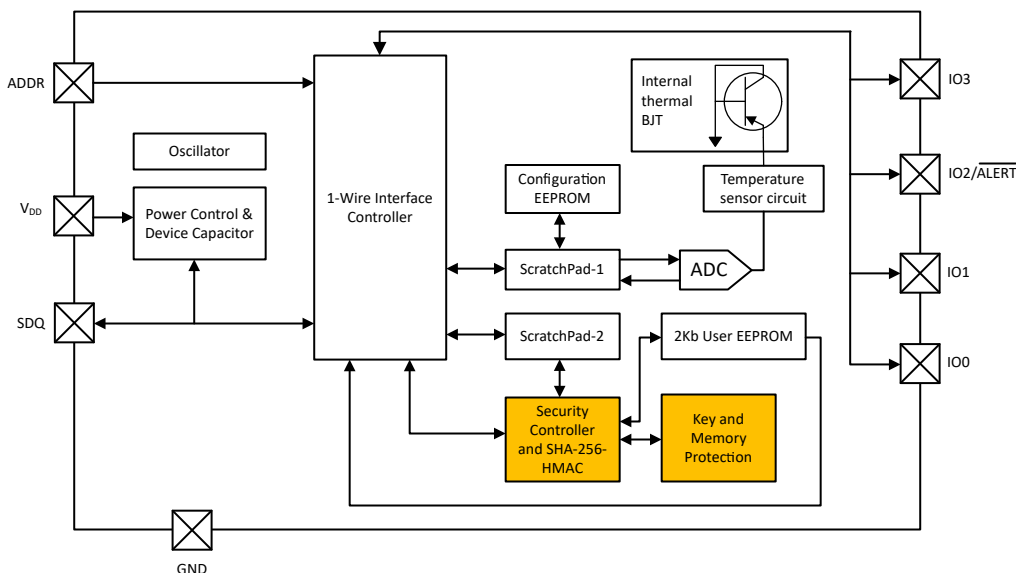 ADDR
V_DD
SDQ
GND
Oscillator
Power Control &
Device Capacitor
1-Wire Interface
Controller
Internal
thermal
BJT
Configuration
EEPROM
Temperature
sensor circuit
ScratchPad-1
ADC
ScratchPad-2
2Kb User EEPROM
Security
Controller
and SHA-256-
HMAC
Key and
Memory
Protection
IO3
IO2/ALERT
IO1
IO0